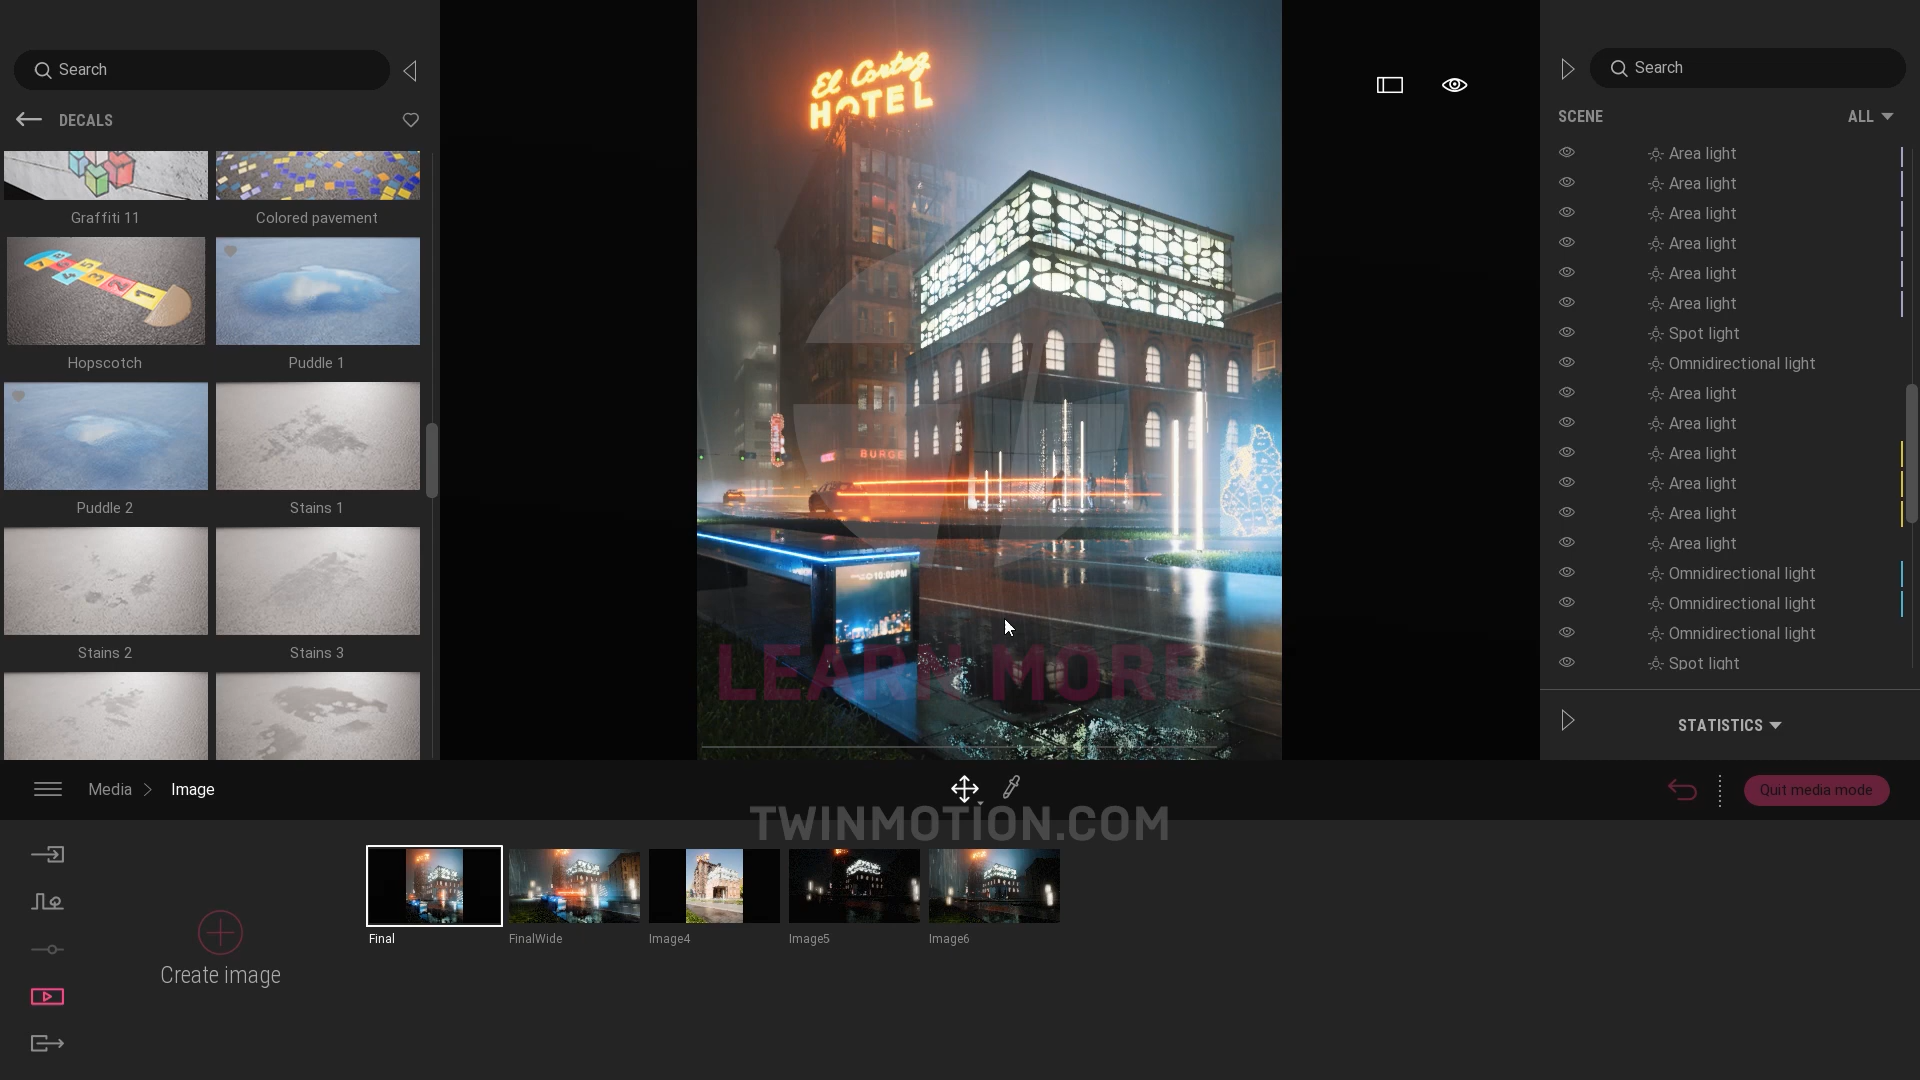 Search
DECALS
Graffiti 11
Colored pavement
Hopscotch
Puddle 1
Puddle 2
Stains 1
Stains 2
Stains 3
El Cortez
HOTEL
BURGE
10:08PM
LEARN MORE
Search
SCENE
ALL
Area light
Area light
Area light
Area light
Area light
Area light
Spot light
Omnidirectional light
Area light
Area light
Area light
Area light
Area light
Area light
Omnidirectional light
Omnidirectional light
Omnidirectional light
Spot light
STATISTICS
Media
Image
Quit media mode
TWINMOTION.COM
Create image
Final
FinalWide
Image4
Image5
Image6